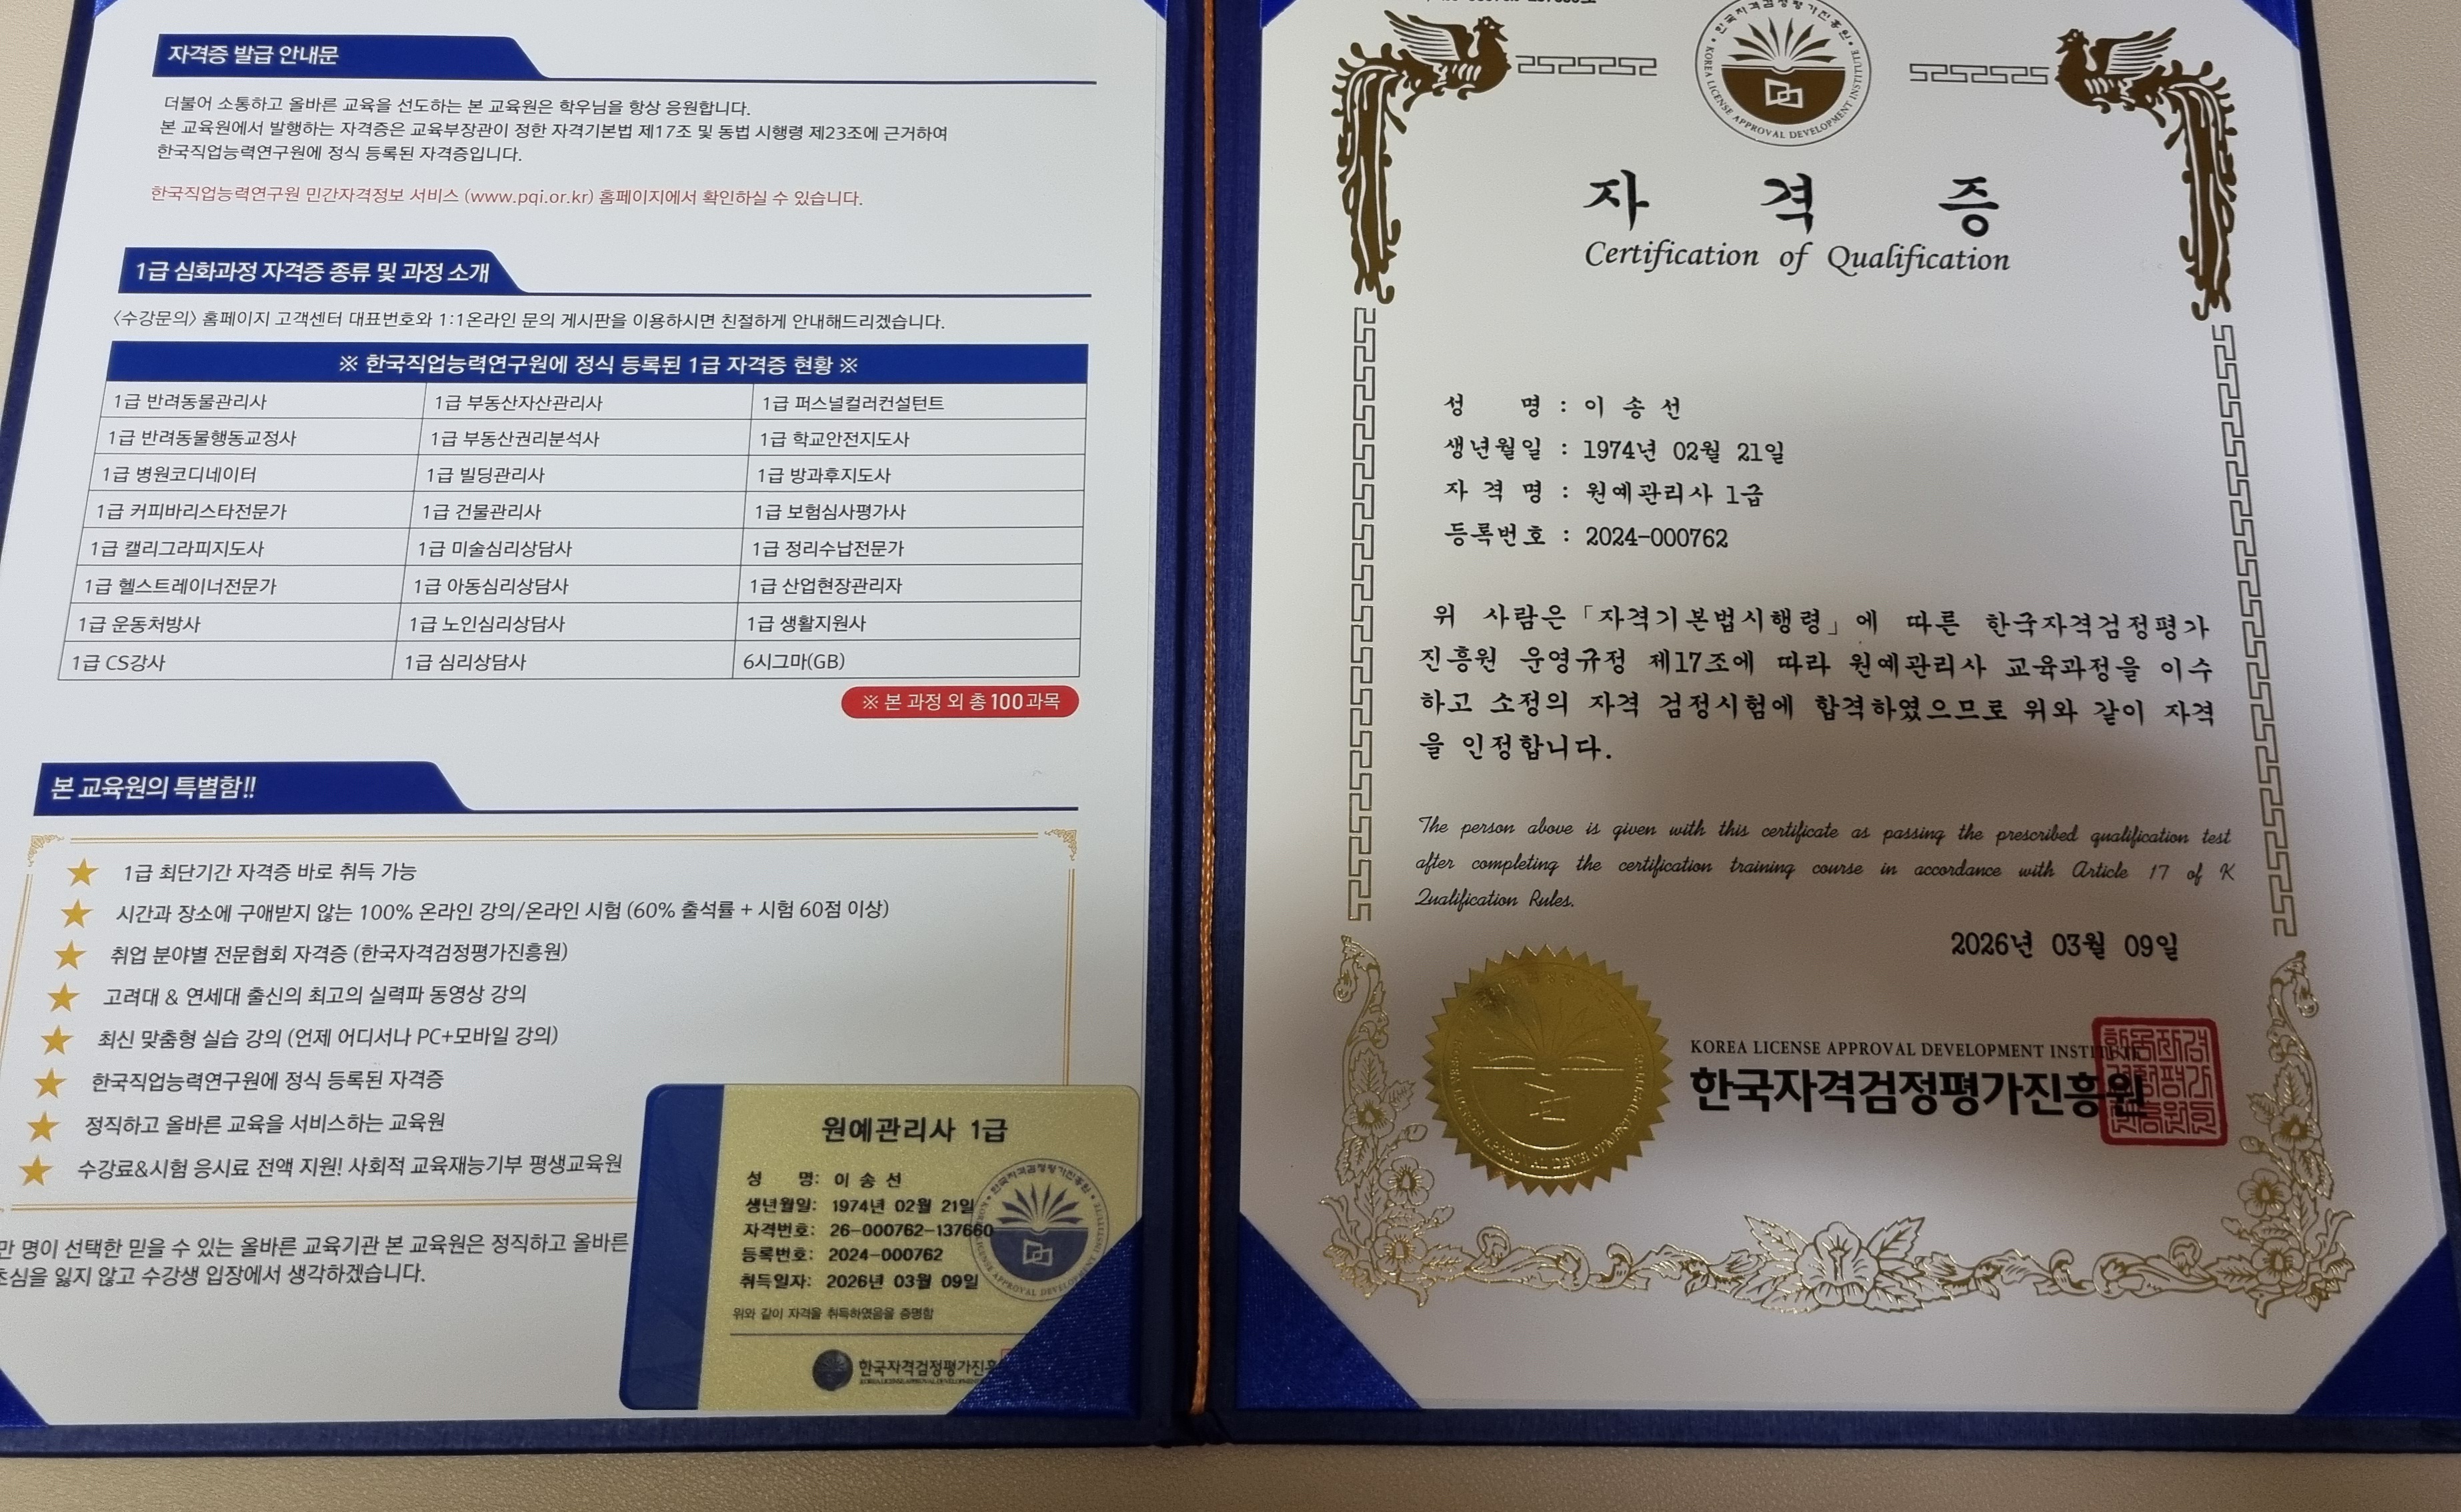 자격증 발급 안내문
더불어 소통하고 올바른 교육을 선도하는 본 교육원은 학우님을 항상 응원합니다.
본 교육원에서 발행하는 자격증은 교육부장관이 정한 자격기본법 제17조 및 동법 시행령 제23조에 근거하여
한국직업능력연구원에 정식 등록된 자격증입니다.
한국직업능력연구원 민간자격정보 서비스 (www.pqi.or.kr) 홈페이지에서 확인하실 수 있습니다.
1급 심화과정 자격증 종류 및 과정 소개
<수강문의> 홈페이지 고객센터 대표번호와 1:1온라인 문의 게시판을 이용하시면 친절하게 안내해드리겠습니다.
※ 한국직업능력연구원에 정식 등록된 1급 자격증 현황 ※
1급 반려동물관리사 1급 부동산자산관리사 1급 퍼스널컬러컨설턴트
1급 반려동물행동교정사 1급 부동산권리분석사 1급 학교안전지도사
1급 병원코디네이터 1급 빌딩관리사 1급 방과후지도사
1급 커피바리스타전문가 1급 건물관리사 1급 보험심사평가사
1급 캘리그라피지도사 1급 미술심리상담사 1급 정리수납전문가
1급 헬스트레이너전문가 1급 아동심리상담사 1급 산업현장관리자
1급 운동처방사 1급 노인심리상담사 1급 생활지원사
1급 CS강사 1급 심리상담사 6시그마(GB)
※ 본 과정 외 총 100과목
본 교육원의 특별함!!
1급 최단기간 자격증 바로 취득 가능
시간과 장소에 구애받지 않는 100% 온라인 강의/온라인 시험 (60% 출석률 + 시험 60점 이상)
취업 분야별 전문협회 자격증 (한국자격검정평가진흥원)
고려대 & 연세대 출신의 최고의 실력파 동영상 강의
최신 맞춤형 실습 강의 (언제 어디서나 PC+모바일 강의)
한국직업능력연구원에 정식 등록된 자격증
정직하고 올바른 교육을 서비스하는 교육원
수강료&시험 응시료 전액 지원! 사회적 교육재능기부 평생교육원
만 명이 선택한 믿을 수 있는 올바른 교육기관 본 교육원은 정직하고 올바른
초심을 잃지 않고 수강생 입장에서 생각하겠습니다.
원예관리사 1급
성 명: 이 송 선
생년월일: 1974년 02월 21일
자격번호: 26-000762-137660
등록번호: 2024-000762
취득일자: 2026년 03월 09일
위와 같이 자격을 취득하였음을 증명함
한국자격검정평가진흥
한국자격검정평가진흥원
KOREA LICENSE APPROVAL DEVELOPMENT INSTITUTE
자 격 증
Certification of Qualification
성 명 : 이 송 선
생년월일 : 1974년 02월 21일
자 격 명 : 원예관리사 1급
등록번호 : 2024-000762
위 사람은 「자격기본법시행령」에 따른 한국자격검정평가
진흥원 운영규정 제17조에 따라 원예관리사 교육과정을 이수
하고 소정의 자격 검정시험에 합격하였으므로 위와 같이 자격
을 인정합니다.
The person above is given with this certificate as passing the prescribed qualification test
after completing the certification training course in accordance with Article 17 of K
Qualification Rules.
2026년 03월 09일
KOREA LICENSE APPROVAL DEVELOPMENT INSTITUTE
한국자격검정평가진흥원